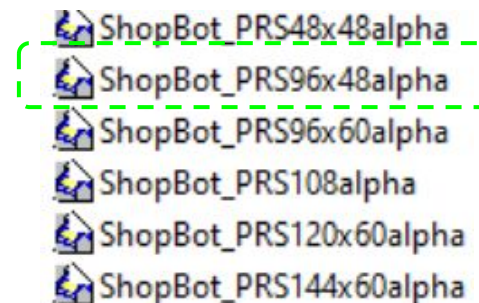 ShopBot_PRS48x48alpha
ShopBot_PRS96x48alpha
ShopBot_PRS96x60alpha
ShopBot_PRS108alpha
ShopBot_PRS120x60alpha
ShopBot_PRS144x60alpha